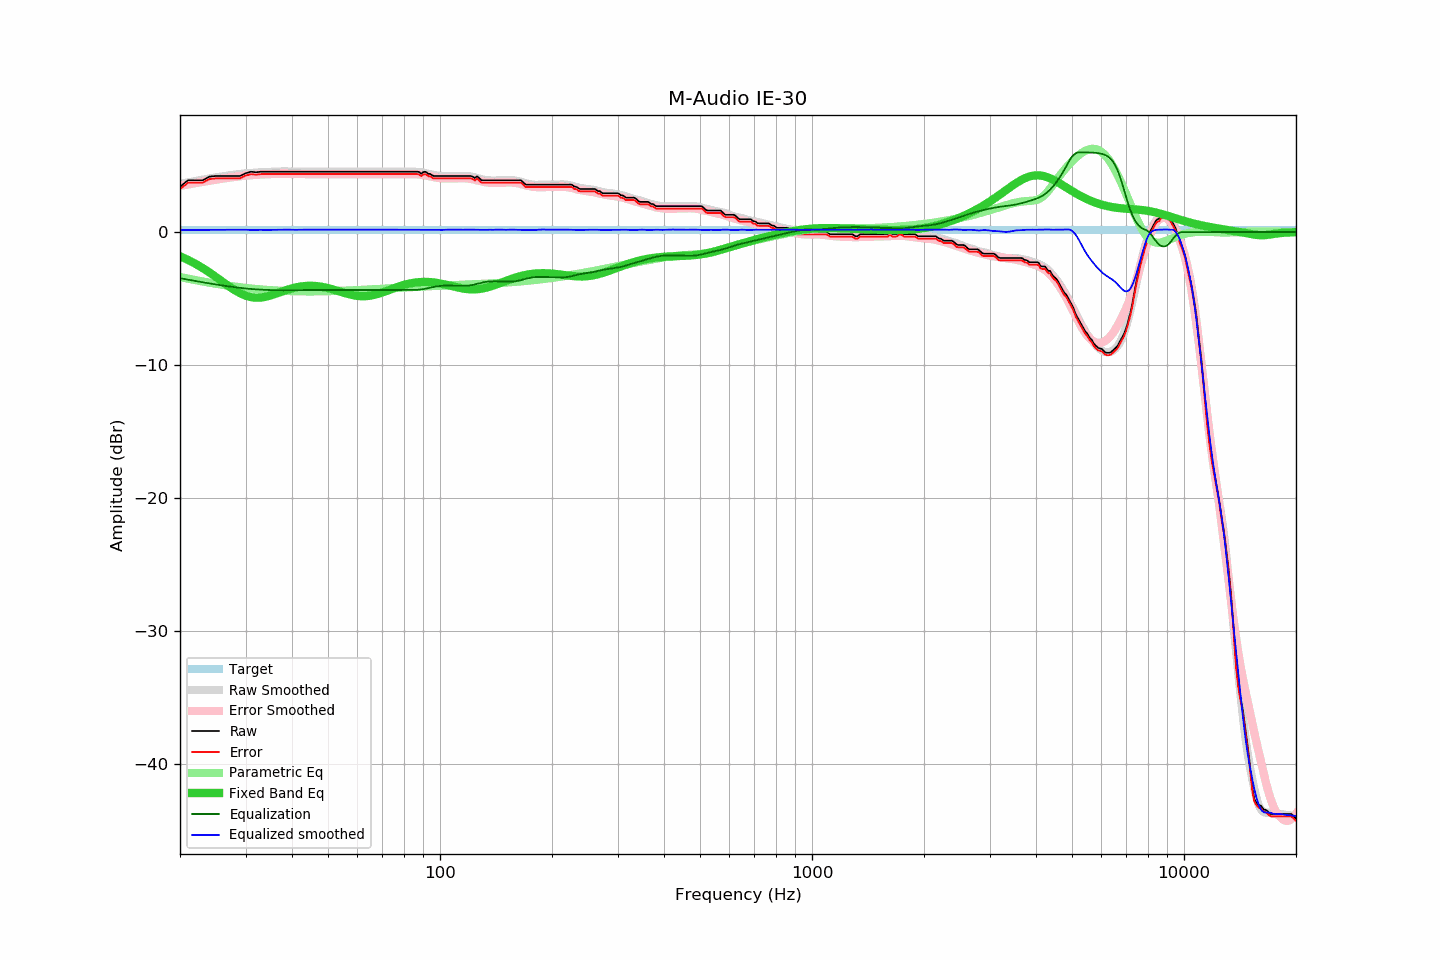 M-Audio IE-30
Amplitude (dBr)
0
−10
−20
−30
−40
Target
Raw Smoothed
Error Smoothed
Raw
Error
Parametric Eq
Fixed Band Eq
Equalization
Equalized smoothed
100
1000
10000
Frequency (Hz)